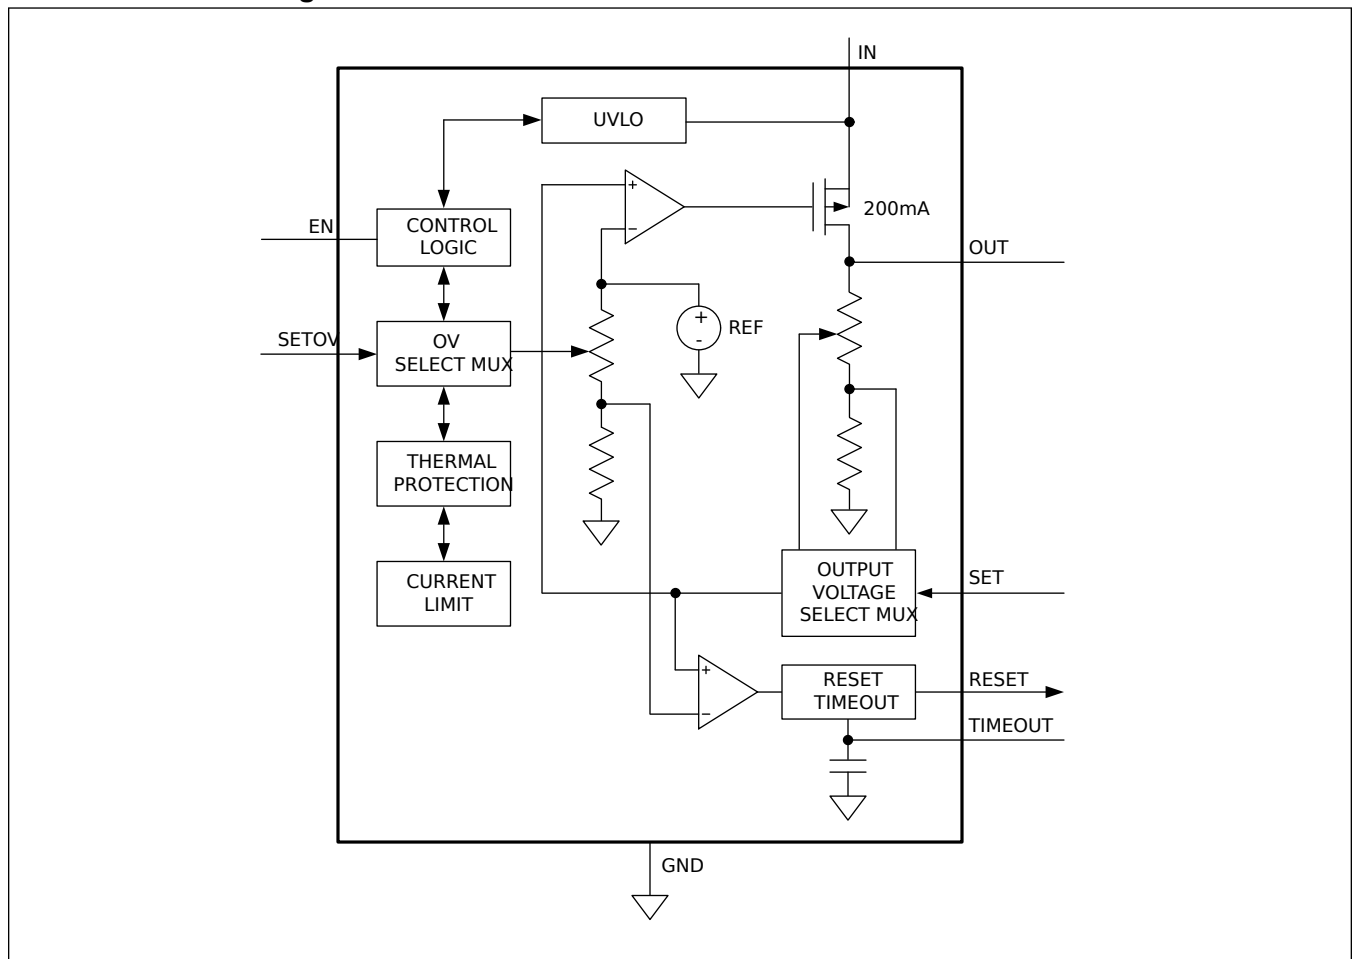 IN
UVLO
+
200mA
EN
CONTROL
LOGIC
−
OUT
SETOV
OV
SELECT MUX
+
-
REF
THERMAL
PROTECTION
CURRENT
LIMIT
OUTPUT
VOLTAGE
SELECT MUX
SET
+
−
RESET
TIMEOUT
RESET
TIMEOUT
GND